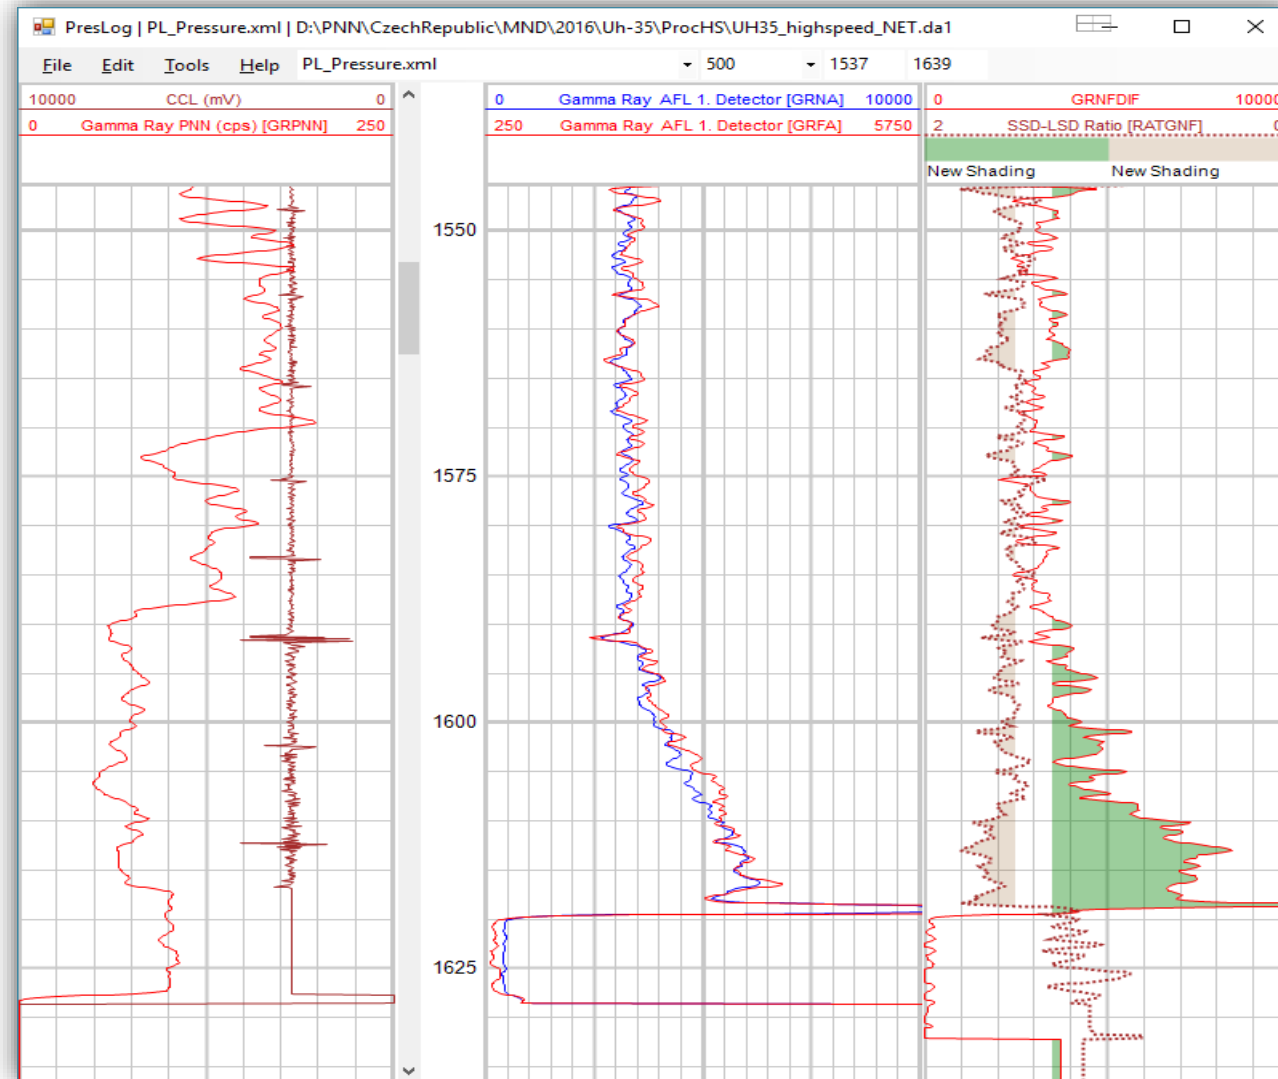 PresLog | PL_Pressure.xml | D:\PNN\CzechRepublic\MND\2016\Uh-35\ProcHS\UH35_highspeed_NET.da1
File Edit Tools Help PL_Pressure.xml 500 1537 1639
10000 CCL (mV) 0
0 Gamma Ray PNN (cps) [GRPNN] 250
0 Gamma Ray AFL 1. Detector [GRNA] 10000
250 Gamma Ray AFL 1. Detector [GRFA] 5750
0 GRNFDIF 10000
2 SSD-LSD Ratio [RATGNF] 0
New Shading New Shading
1550
1575
1600
1625